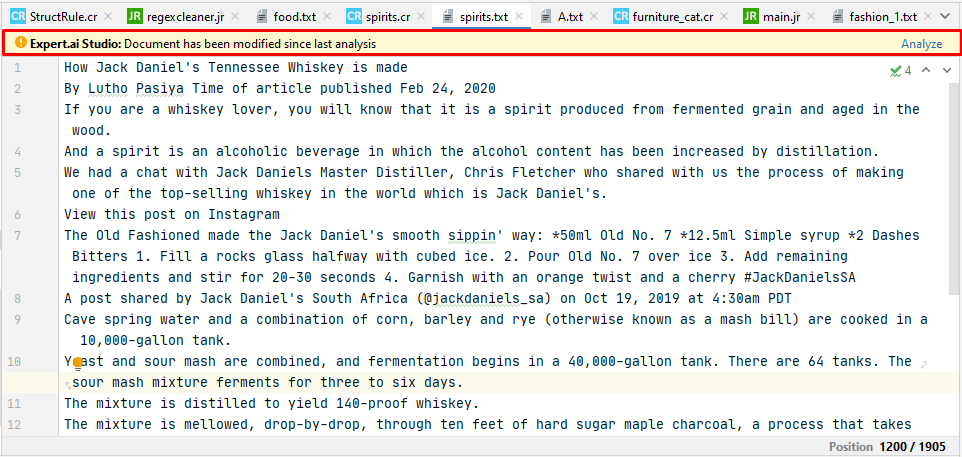 CR StructRule.cr JR regexcleaner.jr food.txt CR spirits.cr spirits.txt A.txt CR furniture_cat.cr JR main.jr fashion_1.txt
Expert.ai Studio: Document has been modified since last analysis Analyze
1 How Jack Daniel's Tennessee Whiskey is made 4
2 By Lutho Pasiya Time of article published Feb 24, 2020
3 If you are a whiskey lover, you will know that it is a spirit produced from fermented grain and aged in the
wood.
4 And a spirit is an alcoholic beverage in which the alcohol content has been increased by distillation.
5 We had a chat with Jack Daniels Master Distiller, Chris Fletcher who shared with us the process of making
one of the top-selling whiskey in the world which is Jack Daniel's.
6 View this post on Instagram
7 The Old Fashioned made the Jack Daniel's smooth sippin' way: *50ml Old No. 7 *12.5ml Simple syrup *2 Dashes
Bitters 1. Fill a rocks glass halfway with cubed ice. 2. Pour Old No. 7 over ice 3. Add remaining
ingredients and stir for 20-30 seconds 4. Garnish with an orange twist and a cherry #JackDanielsSA
8 A post shared by Jack Daniel's South Africa (@jackdaniels_sa) on Oct 19, 2019 at 4:30am PDT
9 Cave spring water and a combination of corn, barley and rye (otherwise known as a mash bill) are cooked in a
10,000-gallon tank.
10 Yeast and sour mash are combined, and fermentation begins in a 40,000-gallon tank. There are 64 tanks. The
sour mash mixture ferments for three to six days.
11 The mixture is distilled to yield 140-proof whiskey.
12 The mixture is mellowed, drop-by-drop, through ten feet of hard sugar maple charcoal, a process that takes
Position 1200 / 1905